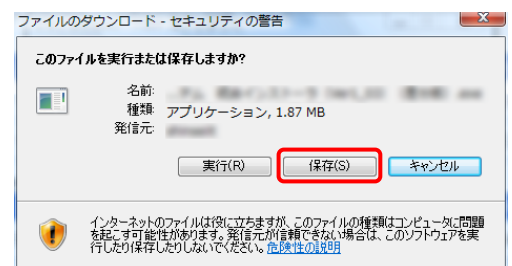 ファイルのダウンロード - セキュリティの警告
このファイルを実行または保存しますか?
名前:
種類: アプリケーション, 1.87 MB
発信元:
実行(R) 保存(S) キャンセル
インターネットのファイルは役に立ちますが、このファイルの種類はコンピュータに問題
を起こす可能性があります。発信元が信頼できない場合は、このソフトウェアを実
行したり保存したりしないでください。危険性の説明